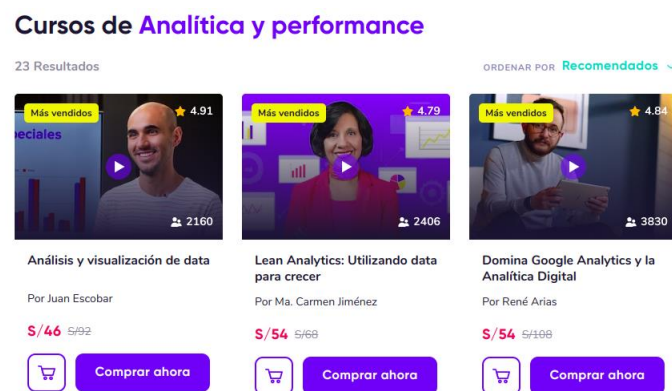 Cursos de Analítica y performance
23 Resultados
ORDENAR POR Recomendados
Más vendidos
4.91
eciales
2160
Análisis y visualización de data
Por Juan Escobar
S/46 S/92
Comprar ahora
Más vendidos
4.79
2406
Lean Analytics: Utilizando data
para crecer
Por Ma. Carmen Jiménez
S/54 S/68
Comprar ahora
Más vendidos
4.84
3830
Domina Google Analytics y la
Analítica Digital
Por René Arias
S/54 S/108
Comprar ahora